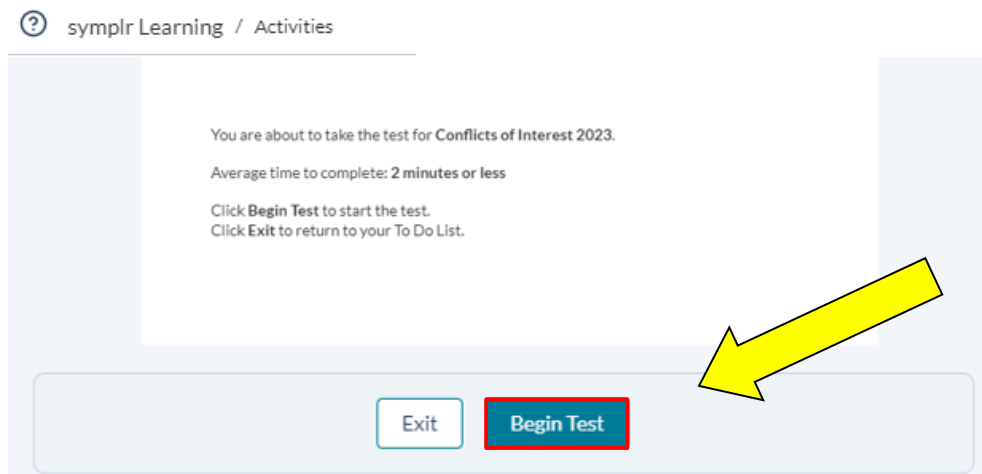 symplr Learning / Activities
You are about to take the test for Conflicts of Interest 2023.
Average time to complete: 2 minutes or less
Click Begin Test to start the test.
Click Exit to return to your To Do List.
Exit
Begin Test